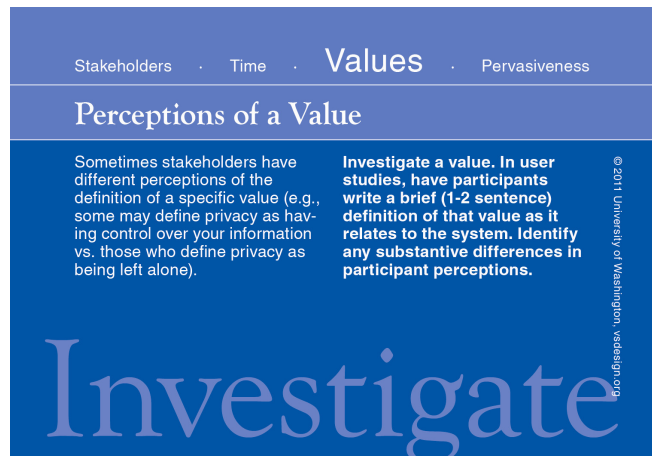 Stakeholders · Time · Values · Pervasiveness
Perceptions of a Value
Sometimes stakeholders have
different perceptions of the
definition of a specific value (e.g.,
some may define privacy as hav-
ing control over your information
vs. those who define privacy as
being left alone).
Investigate a value. In user
studies, have participants
write a brief (1-2 sentence)
definition of that value as it
relates to the system. Identify
any substantive differences in
participant perceptions.
© 2011 University of Washington, vsdesign.org
Investigate